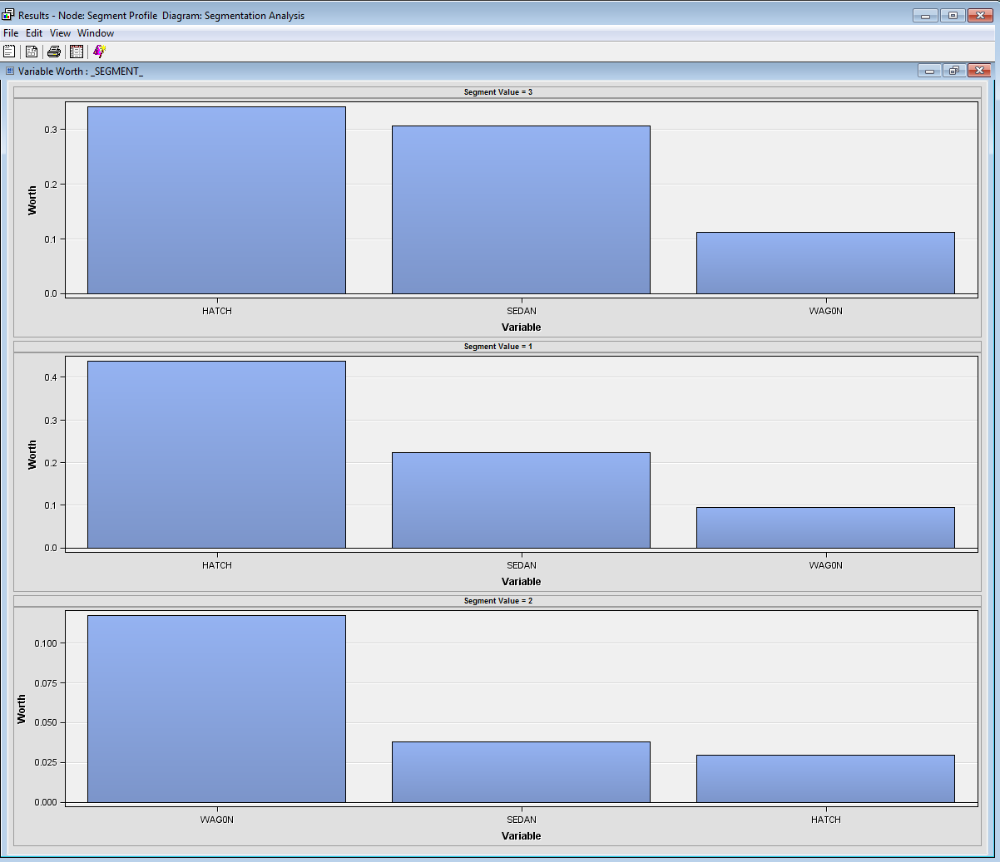 Results - Node: Segment Profile  Diagram: Segmentation Analysis
File Edit View Window
Variable Worth : _SEGMENT_
Segment Value = 3
Worth
0.3
0.2
0.1
0.0
HATCH SEDAN WAG0N
Variable
Segment Value = 1
Worth
0.4
0.3
0.2
0.1
0.0
HATCH SEDAN WAG0N
Variable
Segment Value = 2
Worth
0.100
0.075
0.050
0.025
0.000
WAG0N SEDAN HATCH
Variable